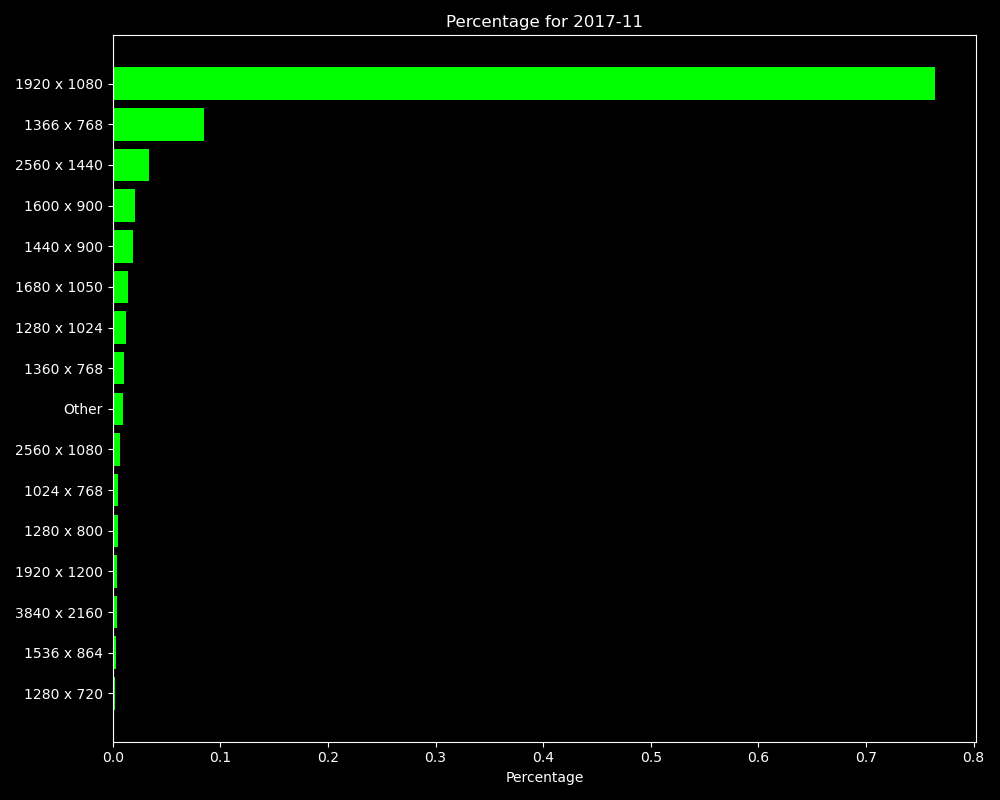 Percentage for 2017-11
1920 x 1080
1366 x 768
2560 x 1440
1600 x 900
1440 x 900
1680 x 1050
1280 x 1024
1360 x 768
Other
2560 x 1080
1024 x 768
1280 x 800
1920 x 1200
3840 x 2160
1536 x 864
1280 x 720
0.0 0.1 0.2 0.3 0.4 0.5 0.6 0.7 0.8
Percentage